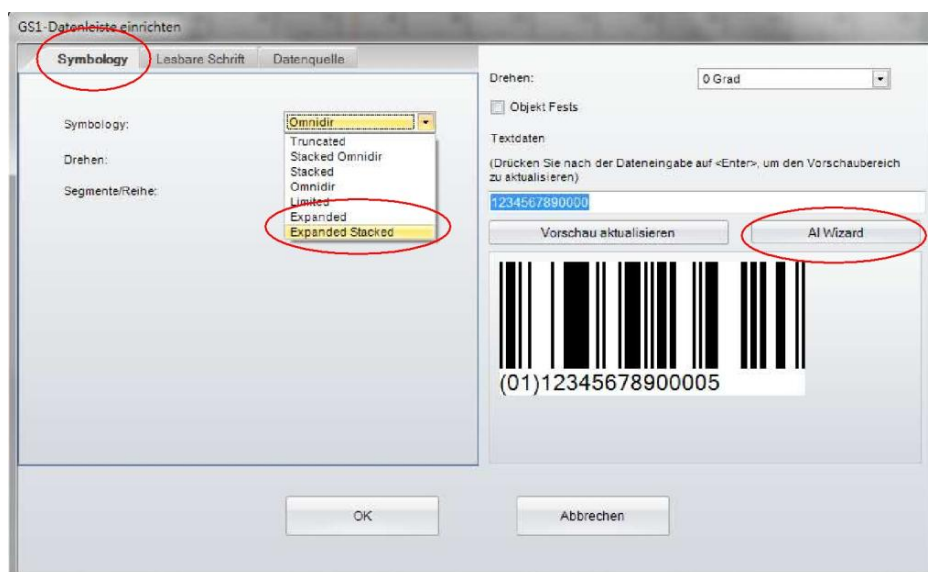 GS1-Datenleiste einrichten
Symbology
Lesbare Schrift
Datenquelle
Symbology:
Omnidir
Truncated
Stacked Omnidir
Stacked
Omnidir
Limited
Expanded
Expanded Stacked
Drehen:
Segmente/Reihe:
Drehen:
0 Grad
Objekt Fests
Textdaten
(Drücken Sie nach der Dateneingabe auf <Enter>, um den Vorschaubereich
zu aktualisieren)
1234567890000
Vorschau aktualisieren
AI Wizard
(01)12345678900005
OK
Abbrechen